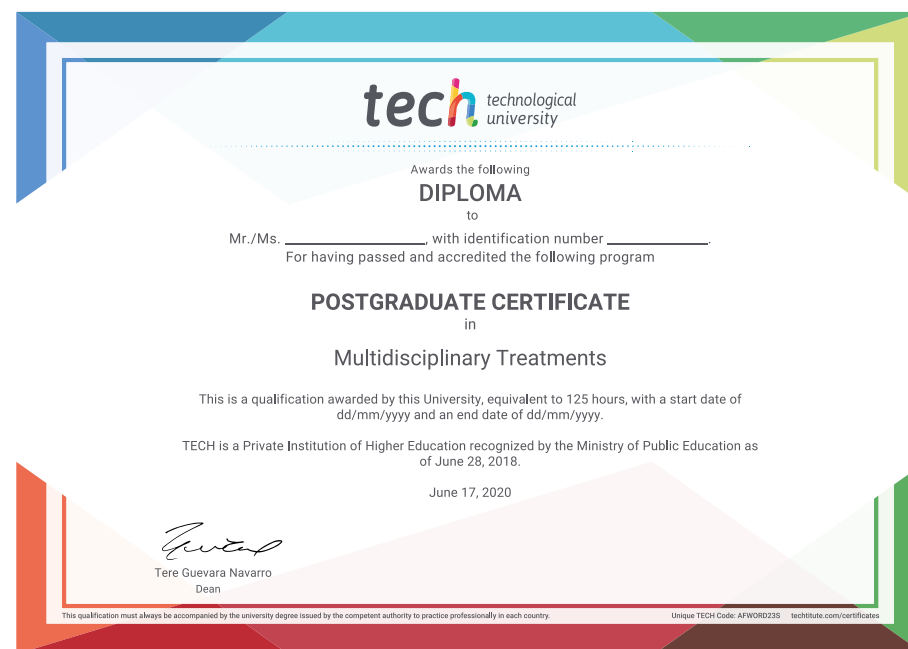 tech technological
university
Awards the following
DIPLOMA
to
Mr./Ms. ____________, with identification number ____________.
For having passed and accredited the following program
POSTGRADUATE CERTIFICATE
in
Multidisciplinary Treatments
This is a qualification awarded by this University, equivalent to 125 hours, with a start date of
dd/mm/yyyy and an end date of dd/mm/yyyy.
TECH is a Private Institution of Higher Education recognized by the Ministry of Public Education as
of June 28, 2018.
June 17, 2020
Tere Guevara Navarro
Dean
This qualification must always be accompanied by the university degree issued by the competent authority to practice professionally in each country.
Unique TECH Code: AFWORD23S techtitute.com/certificates